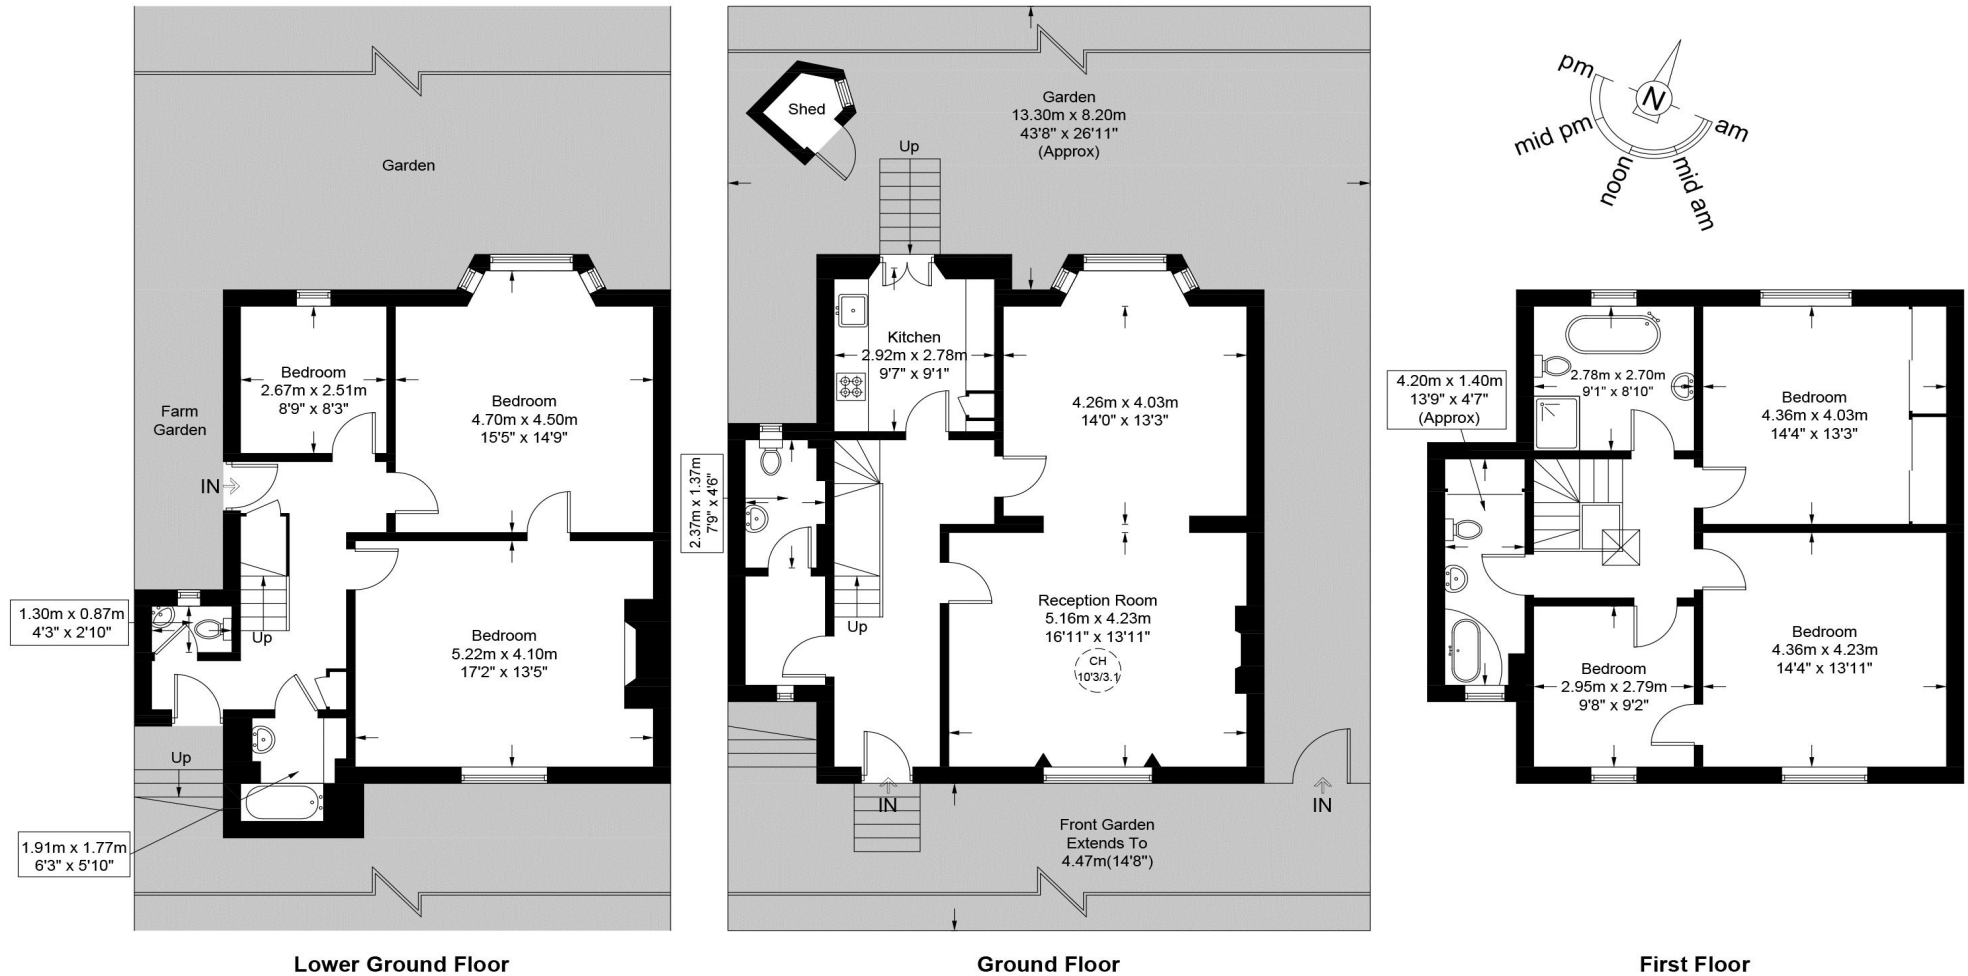 Garden
Farm
Garden
Bedroom
2.67m x 2.51m
8'9" x 8'3"
Bedroom
4.70m x 4.50m
15'5" x 14'9"
IN
1.30m x 0.87m
4'3" x 2'10"
Up
Bedroom
5.22m x 4.10m
17'2" x 13'5"
Up
1.91m x 1.77m
6'3" x 5'10"
Lower Ground Floor
Shed
Garden
13.30m x 8.20m
43'8" x 26'11"
(Approx)
Up
Kitchen
2.92m x 2.78m
9'7" x 9'1"
4.26m x 4.03m
14'0" x 13'3"
2.37m x 1.37m
7'9" x 4'6"
Up
Reception Room
5.16m x 4.23m
16'11" x 13'11"
CH
10'3/3.1
IN
IN
Front Garden
Extends To
4.47m(14'8")
Ground Floor
pm
mid pm
noon
mid am
am
N
4.20m x 1.40m
13'9" x 4'7"
(Approx)
2.78m x 2.70m
9'1" x 8'10"
Bedroom
4.36m x 4.03m
14'4" x 13'3"
Bedroom
2.95m x 2.79m
9'8" x 9'2"
Bedroom
4.36m x 4.23m
14'4" x 13'11"
First Floor